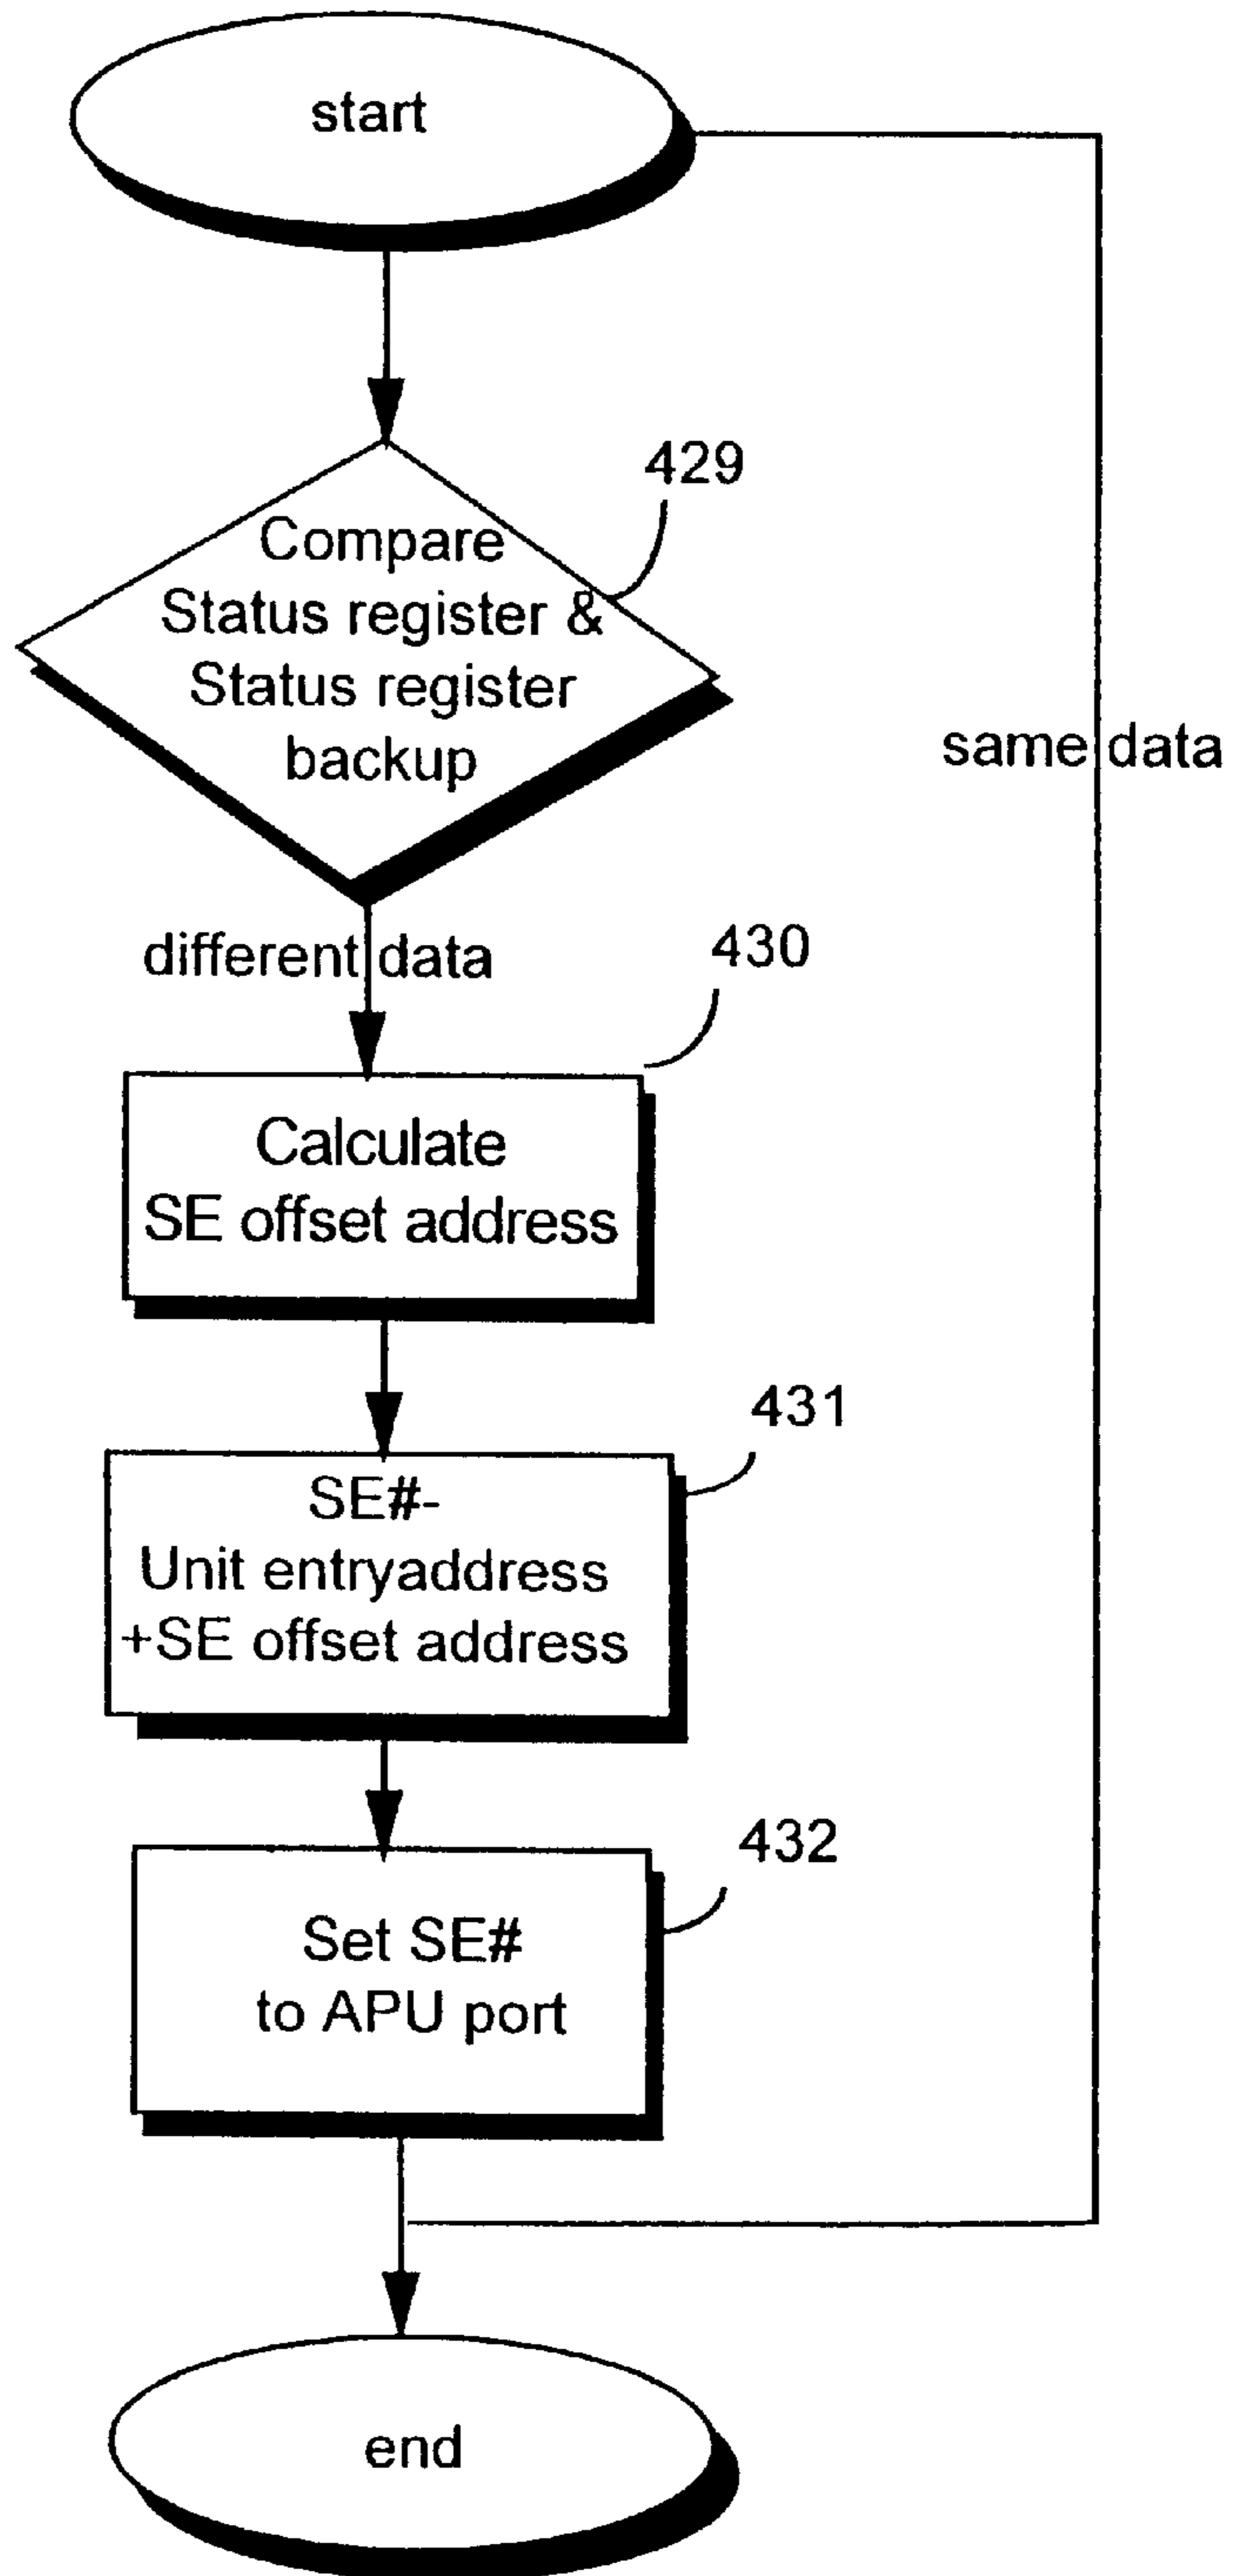 start
429
Compare
Status register &
Status register
backup
same data
different data
430
Calculate
SE offset address
431
SE#-
Unit entryaddress
+SE offset address
432
Set SE#
to APU port
end